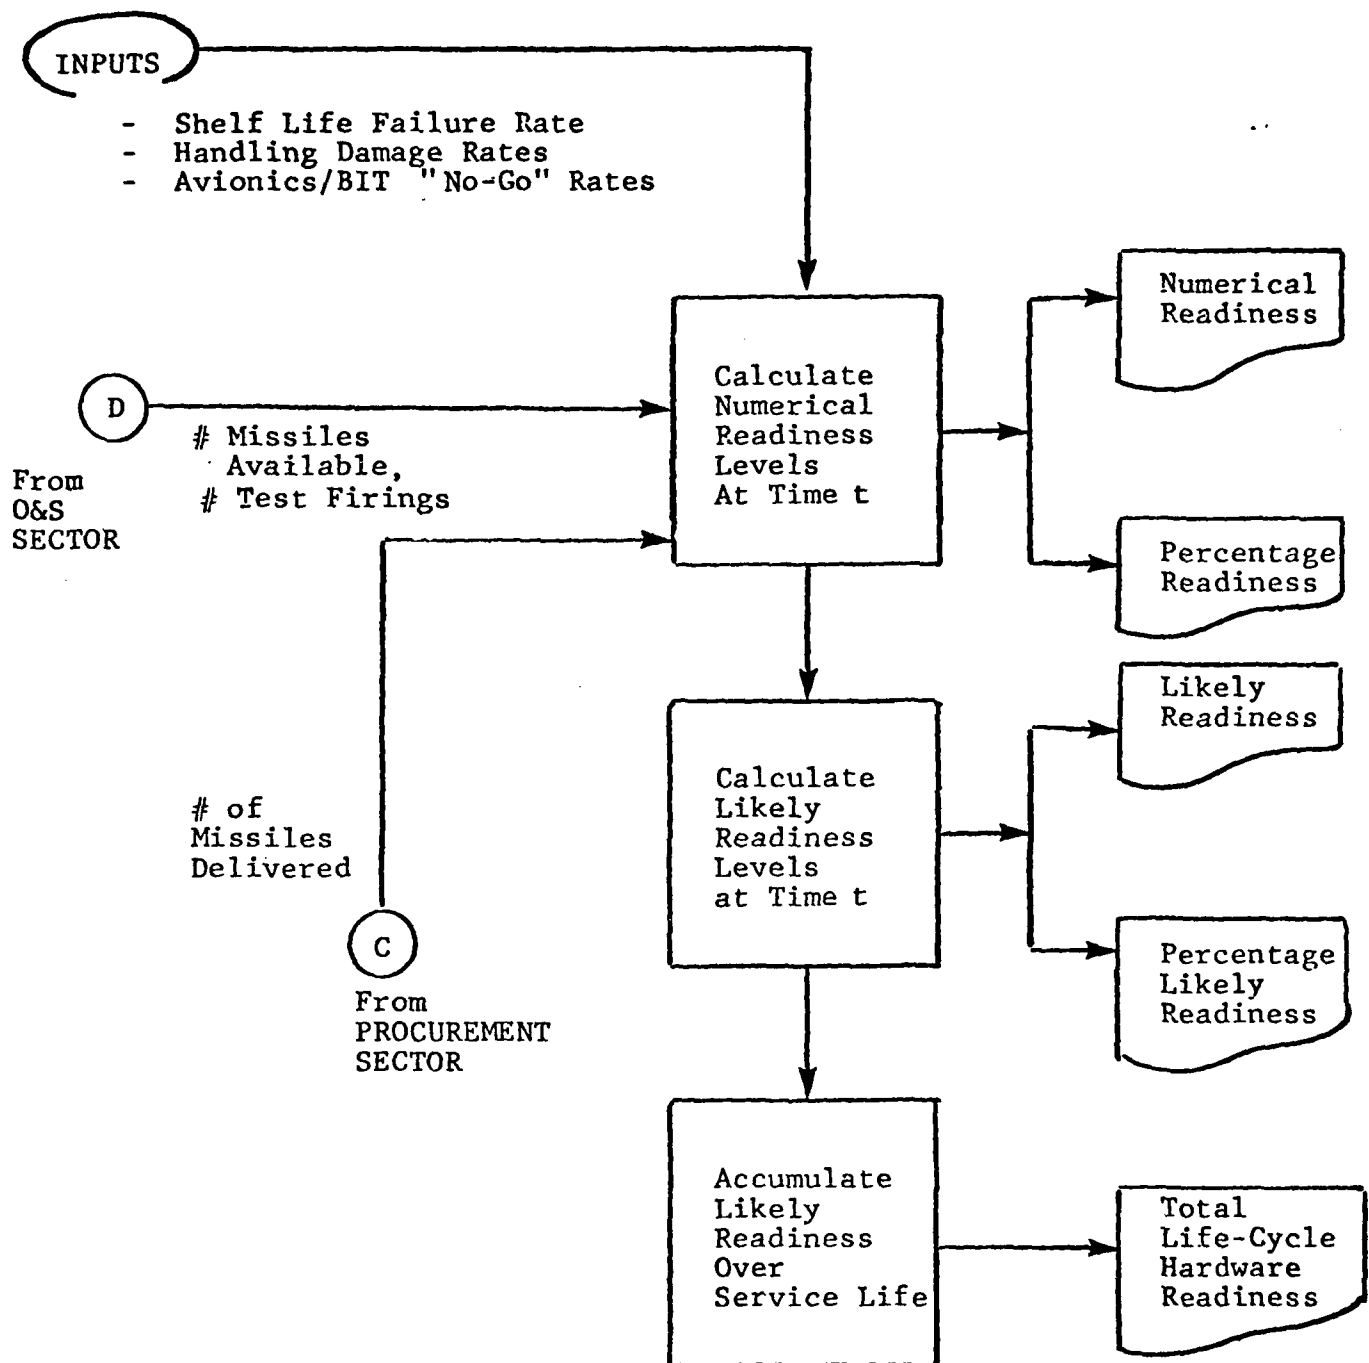 INPUTS
- Shelf Life Failure Rate
- Handling Damage Rates
- Avionics/BIT "No-Go" Rates
Numerical
Readiness
D
# Missiles
Available,
# Test Firings
From
O&S
SECTOR
Calculate
Numerical
Readiness
Levels
At Time t
Percentage
Readiness
Likely
Readiness
# of
Missiles
Delivered
Calculate
Likely
Readiness
Levels
at Time t
C
From
PROCUREMENT
SECTOR
Percentage
Likely
Readiness
Accumulate
Likely
Readiness
Over
Service Life
Total
Life-Cycle
Hardware
Readiness